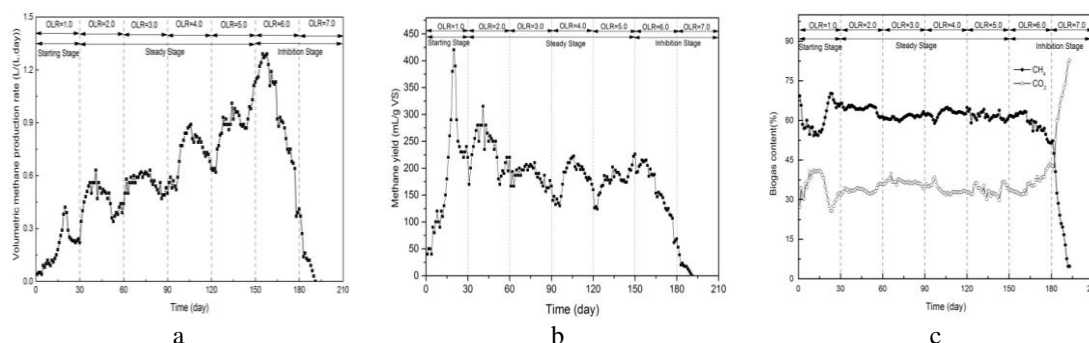 OLR=1.0 OLR=2.0 OLR=3.0 OLR=4.0 OLR=5.0 OLR=6.0 OLR=7.0
Starting Stage Steady Stage Inhibition Stage
Volumetric methane production rate (L/(L.day))
1.5
1.2
0.9
0.6
0.3
0.0
0 30 60 90 120 150 180 210
Time (day)
a
OLR=1.0 OLR=2.0 OLR=3.0 OLR=4.0 OLR=5.0 OLR=6.0 OLR=7.0
Starting Stage Steady Stage Inhibition Stage
Methane yield (mL/g VS)
450
400
350
300
250
200
150
100
50
0
0 30 60 90 120 150 180 210
Time (day)
b
OLR=1.0 OLR=2.0 OLR=3.0 OLR=4.0 OLR=5.0 OLR=6.0 OLR=7.0
Starting Stage Steady Stage Inhibition Stage
CH4
CO2
Biogas content(%)
90
75
60
45
30
15
0
0 30 60 90 120 150 180 210
Time (day)
c